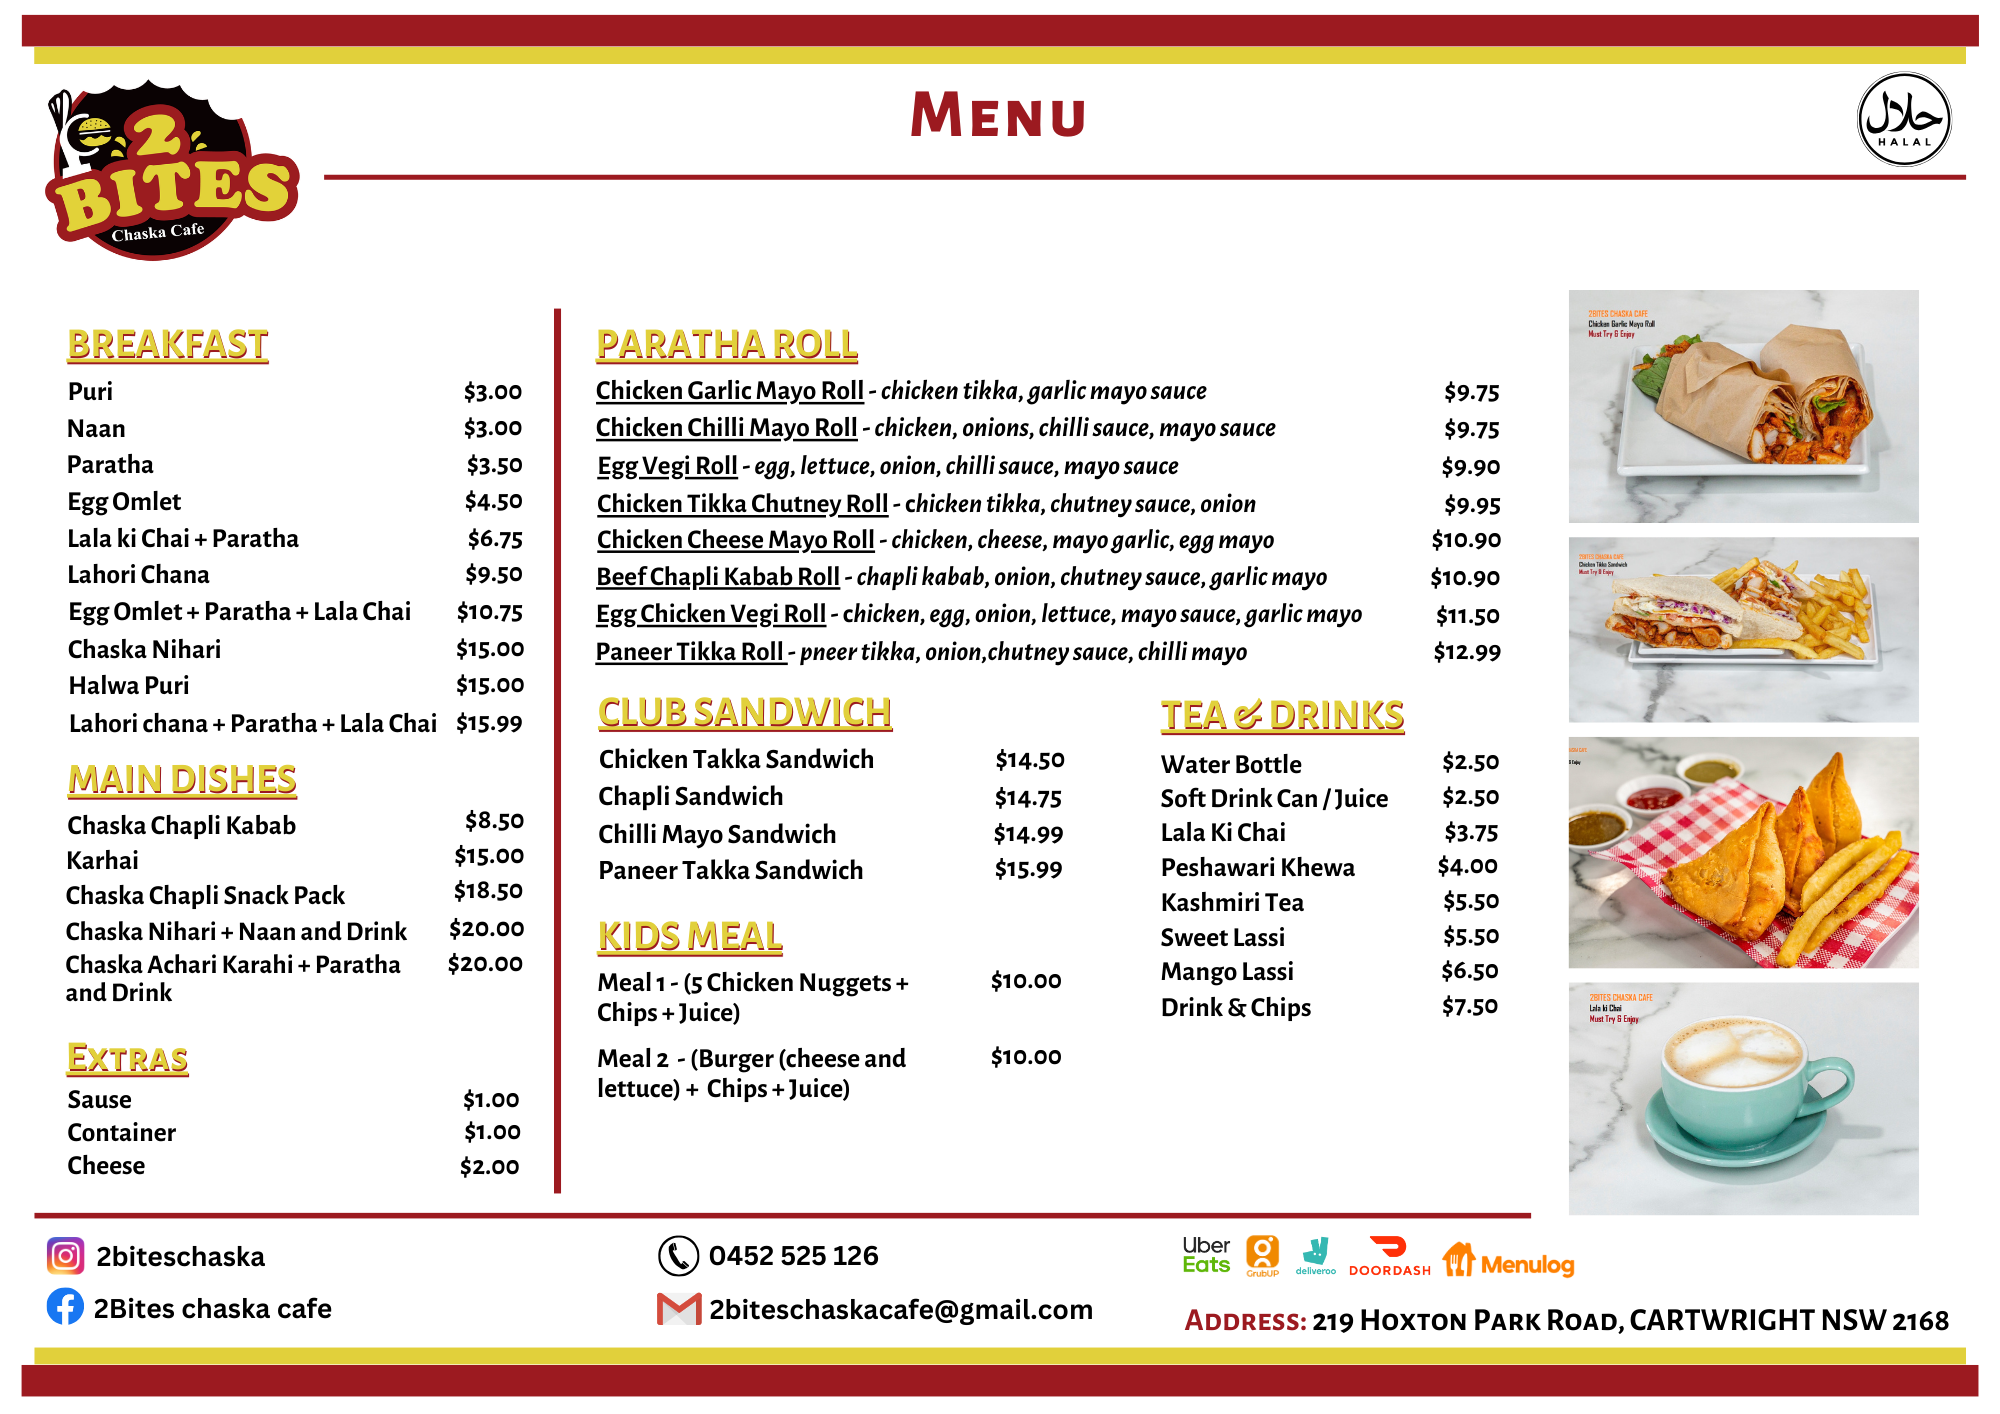 MENU
2
BITES
Chaska Cafe
حلال
HALAL
BREAKFAST
Puri $3.00
Naan $3.00
Paratha $3.50
Egg Omlet $4.50
Lala ki Chai + Paratha $6.75
Lahori Chana $9.50
Egg Omlet + Paratha + Lala Chai $10.75
Chaska Nihari $15.00
Halwa Puri $15.00
Lahori chana + Paratha + Lala Chai $15.99
MAIN DISHES
Chaska Chapli Kabab $8.50
Karhai $15.00
Chaska Chapli Snack Pack $18.50
Chaska Nihari + Naan and Drink $20.00
Chaska Achari Karahi + Paratha $20.00
and Drink
EXTRAS
Sause $1.00
Container $1.00
Cheese $2.00
PARATHA ROLL
Chicken Garlic Mayo Roll - chicken tikka, garlic mayo sauce $9.75
Chicken Chilli Mayo Roll - chicken, onions, chilli sauce, mayo sauce $9.75
Egg Vegi Roll - egg, lettuce, onion, chilli sauce, mayo sauce $9.90
Chicken Tikka Chutney Roll - chicken tikka, chutney sauce, onion $9.95
Chicken Cheese Mayo Roll - chicken, cheese, mayo garlic, egg mayo $10.90
Beef Chapli Kabab Roll - chapli kabab, onion, chutney sauce, garlic mayo $10.90
Egg Chicken Vegi Roll - chicken, egg, onion, lettuce, mayo sauce, garlic mayo $11.50
Paneer Tikka Roll - pneer tikka, onion,chutney sauce, chilli mayo $12.99
CLUB SANDWICH
Chicken Takka Sandwich $14.50
Chapli Sandwich $14.75
Chilli Mayo Sandwich $14.99
Paneer Takka Sandwich $15.99
KIDS MEAL
Meal 1 - (5 Chicken Nuggets + $10.00
Chips + Juice)
Meal 2 - (Burger (cheese and $10.00
lettuce) + Chips + Juice)
TEA & DRINKS
Water Bottle $2.50
Soft Drink Can / Juice $2.50
Lala Ki Chai $3.75
Peshawari Khewa $4.00
Kashmiri Tea $5.50
Sweet Lassi $5.50
Mango Lassi $6.50
Drink & Chips $7.50
2BITES CHASKA CAFE
Chicken Garlic Mayo Roll
Must Try & Enjoy
2BITES CHASKA CAFE
Chicken Tikka Sandwich
Must Try & Enjoy
2BITES CHASKA CAFE
Lala ki Chai
Must Try & Enjoy
2biteschaska
2Bites chaska cafe
0452 525 126
2biteschaskacafe@gmail.com
Uber
Eats
GrubUP
deliveroo
DOORDASH
Menulog
ADDRESS: 219 HOXTON PARK ROAD, CARTWRIGHT NSW 2168